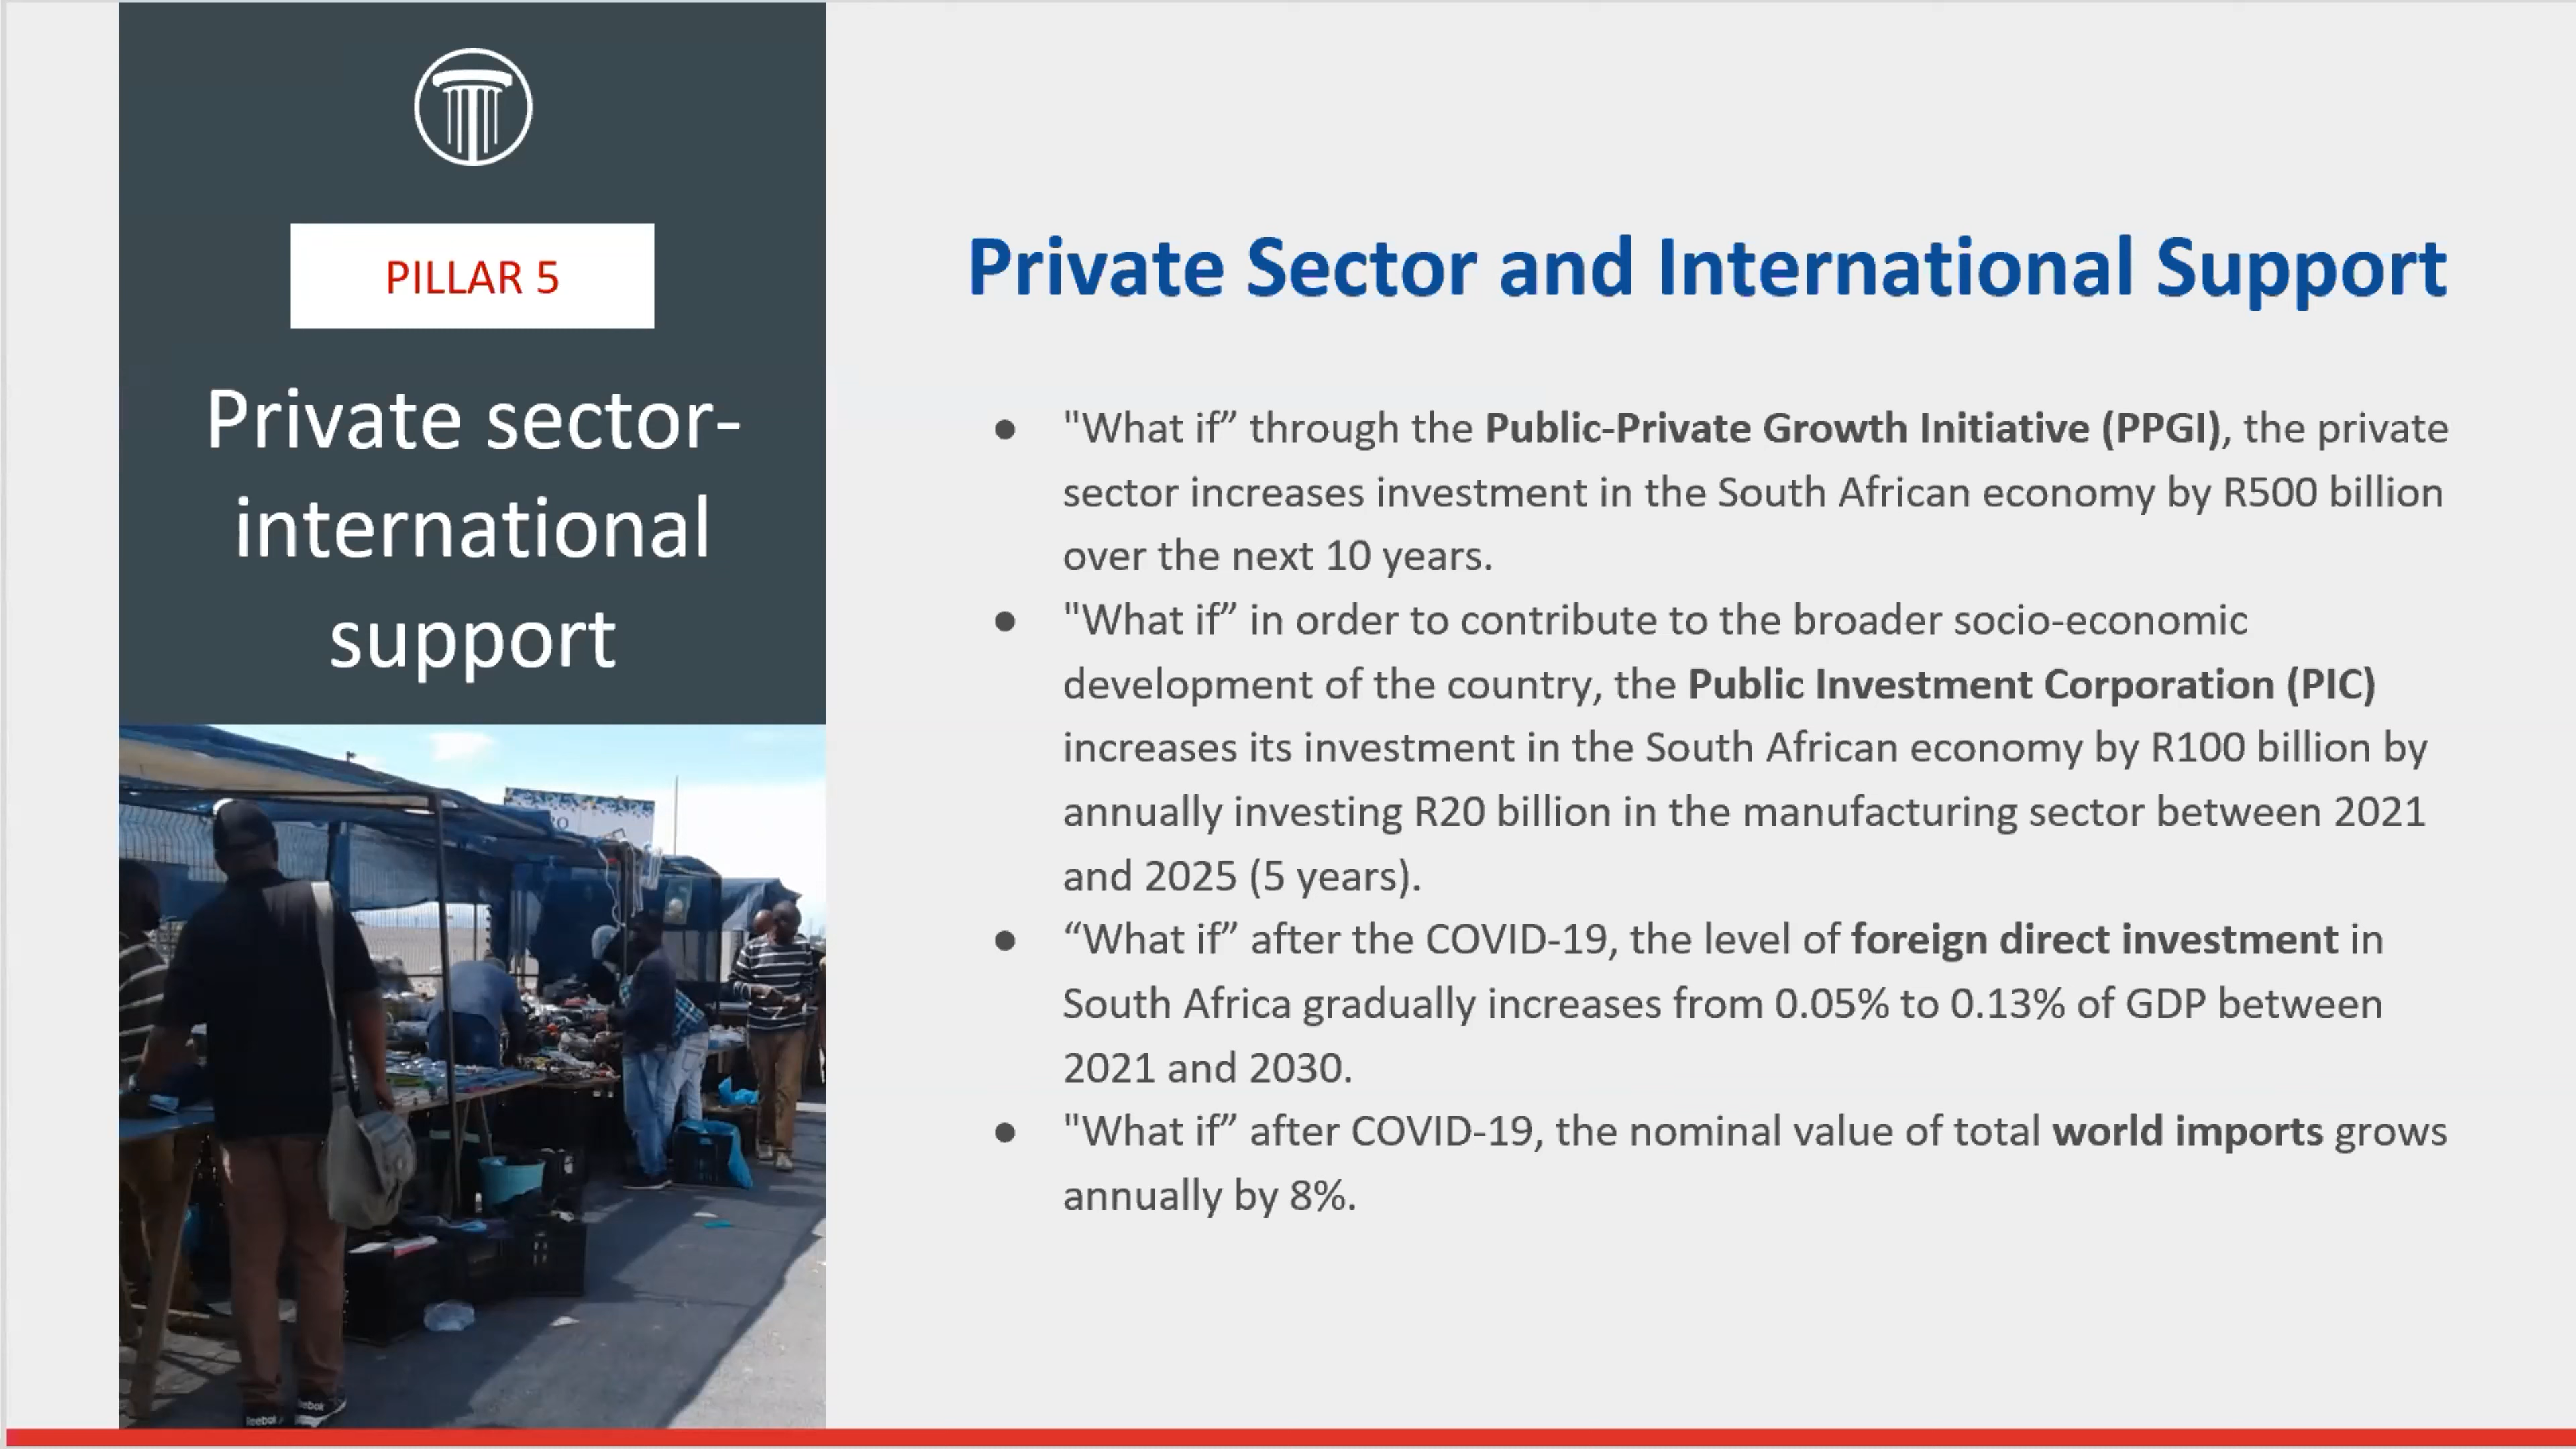 PILLAR 5
Private sector-
international
support
Private Sector and International Support
● "What if” through the Public-Private Growth Initiative (PPGI), the private
sector increases investment in the South African economy by R500 billion
over the next 10 years.
● "What if” in order to contribute to the broader socio-economic
development of the country, the Public Investment Corporation (PIC)
increases its investment in the South African economy by R100 billion by
annually investing R20 billion in the manufacturing sector between 2021
and 2025 (5 years).
● “What if” after the COVID-19, the level of foreign direct investment in
South Africa gradually increases from 0.05% to 0.13% of GDP between
2021 and 2030.
● "What if” after COVID-19, the nominal value of total world imports grows
annually by 8%.
Reebok
Reebok